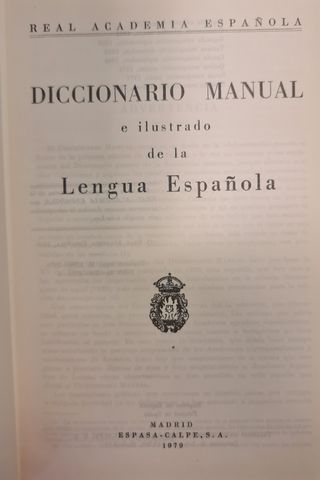 REAL ACADEMIA ESPAÑOLA
DICCIONARIO MANUAL
e ilustrado
de la
Lengua Española
MADRID
ESPASA-CALPE, S. A.
1979